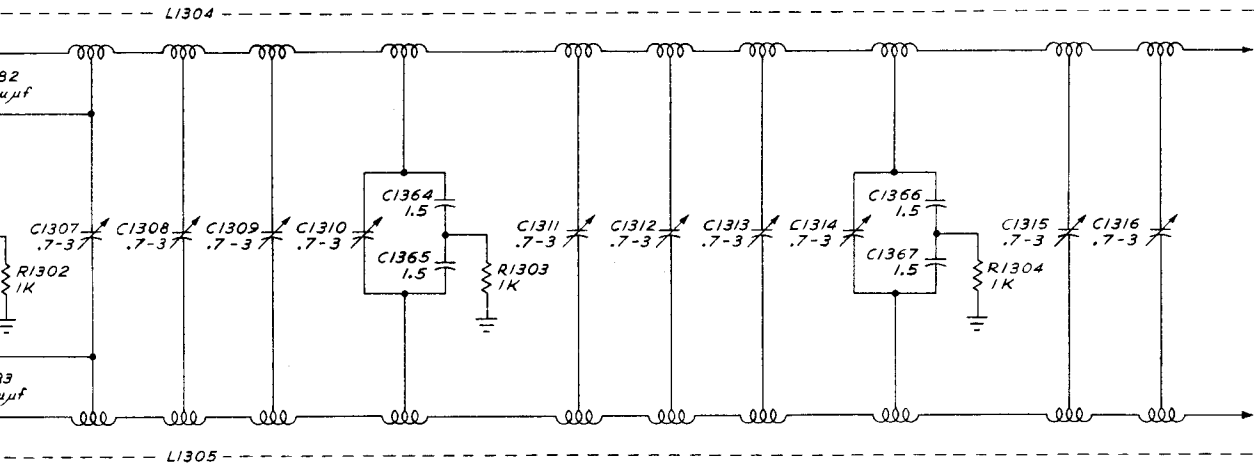 L1304
82
μμf
C1364
1.5
C1366
1.5
C1307
.7-3
C1308
.7-3
C1309
.7-3
C1310
.7-3
C1311
.7-3
C1312
.7-3
C1313
.7-3
C1314
.7-3
C1315
.7-3
C1316
.7-3
C1365
1.5
C1367
1.5
R1302
1K
R1303
1K
R1304
1K
μμf
L1305